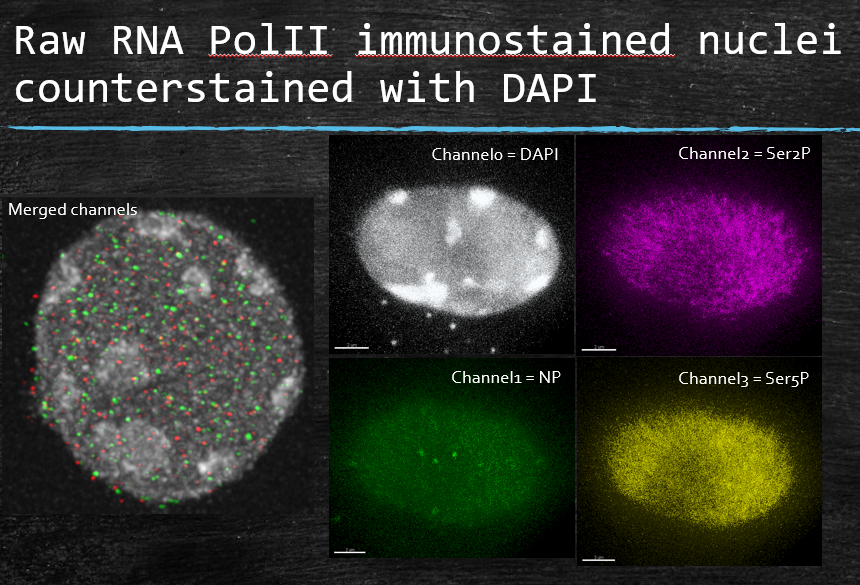 Raw RNA PolII immunostained nuclei
counterstained with DAPI
Merged channels
Channel0 = DAPI
Channel2 = Ser2P
Channel1 = NP
Channel3 = Ser5P